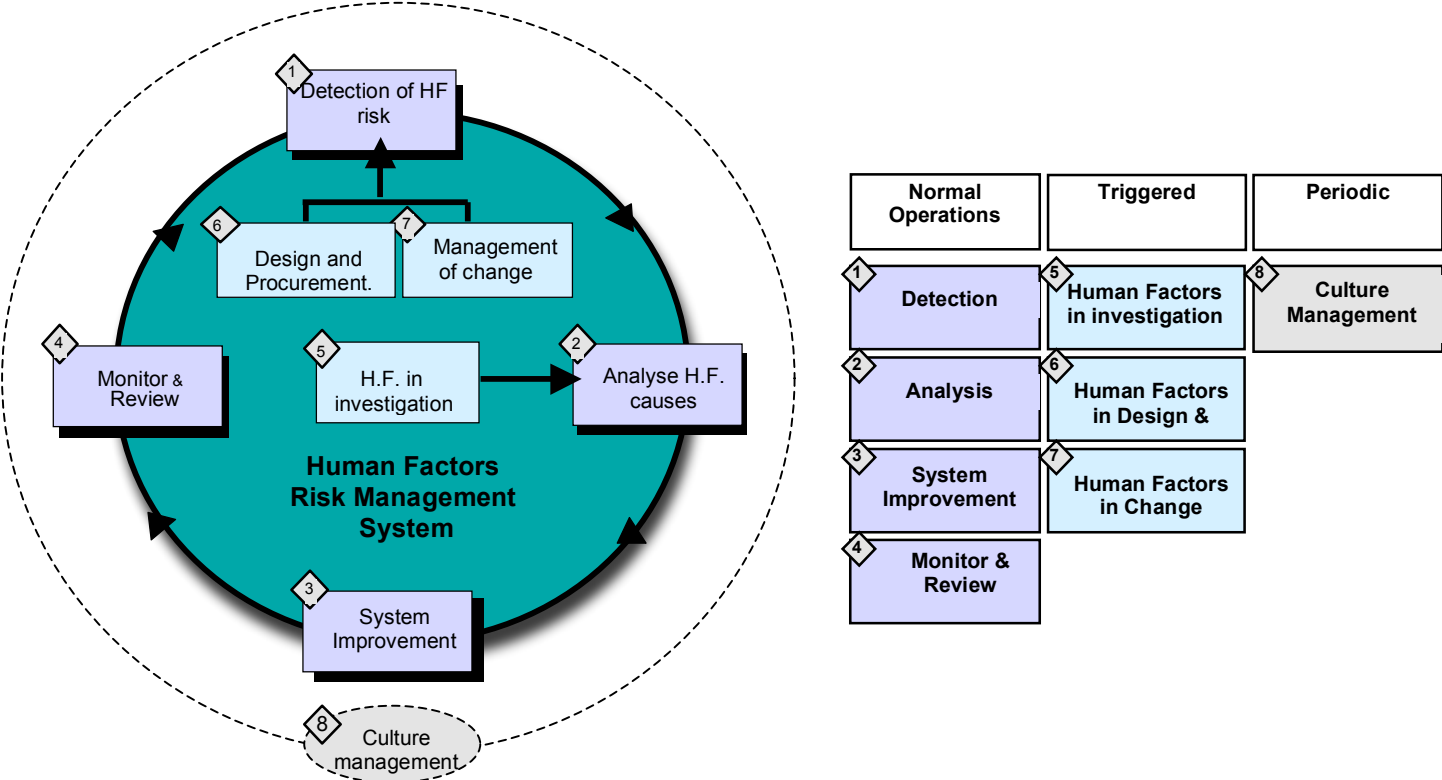 1
Detection of HF
risk
6
Design and
Procurement.
7
Management
of change
4
Monitor &
Review
5
H.F. in
investigation
2
Analyse H.F.
causes
Human Factors
Risk Management
System
3
System
Improvement
8
Culture
management
Normal
Operations
Triggered
Periodic
1
Detection
5
Human Factors
in investigation
8
Culture
Management
2
Analysis
6
Human Factors
in Design &
3
System
Improvement
7
Human Factors
in Change
4
Monitor &
Review